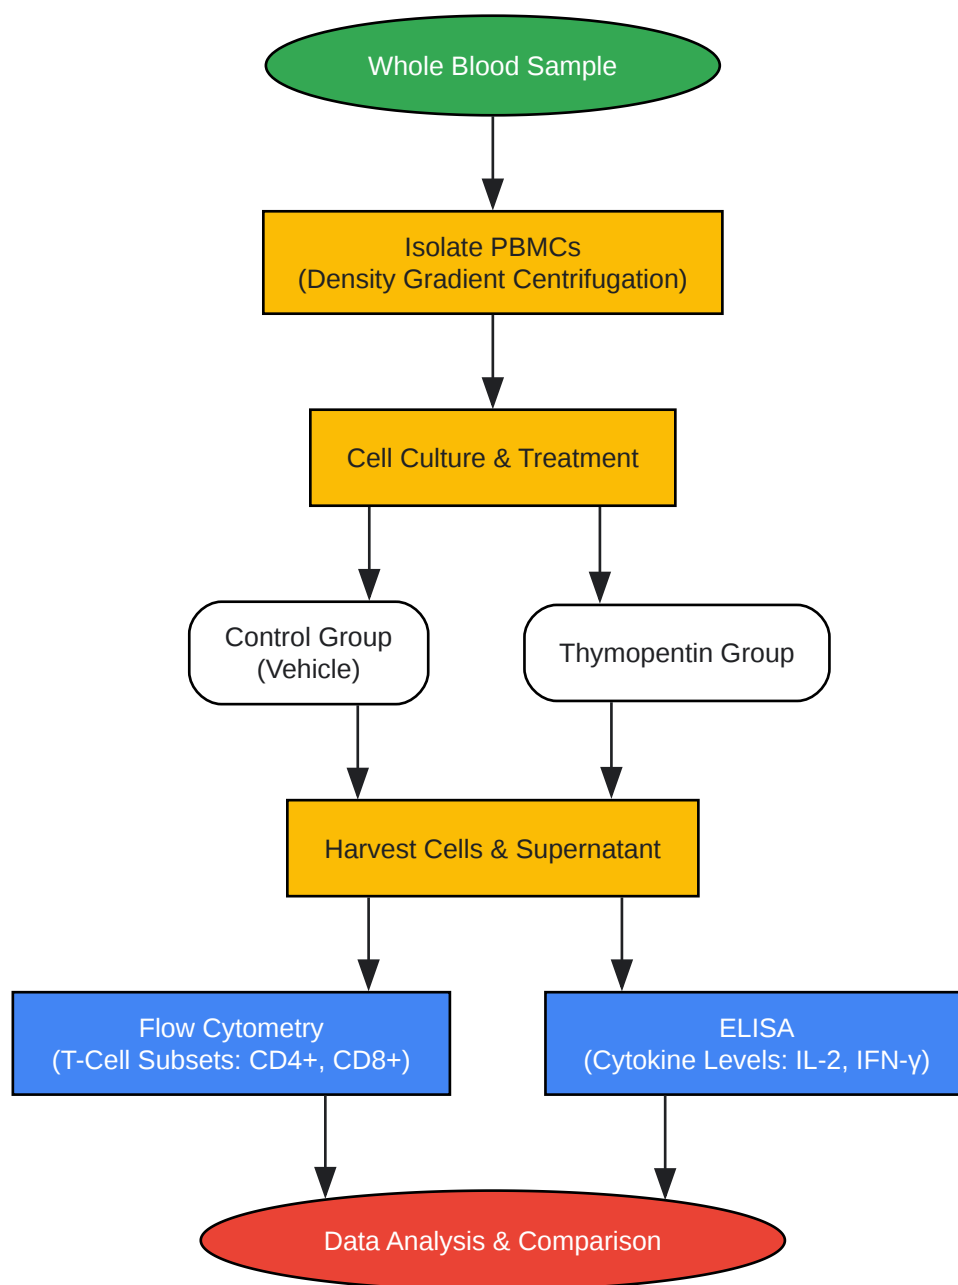 Whole Blood Sample
Isolate PBMCs
(Density Gradient Centrifugation)
Cell Culture & Treatment
Control Group
(Vehicle)
Thymopentin Group
Harvest Cells & Supernatant
Flow Cytometry
(T-Cell Subsets: CD4+, CD8+)
ELISA
(Cytokine Levels: IL-2, IFN-γ)
Data Analysis & Comparison